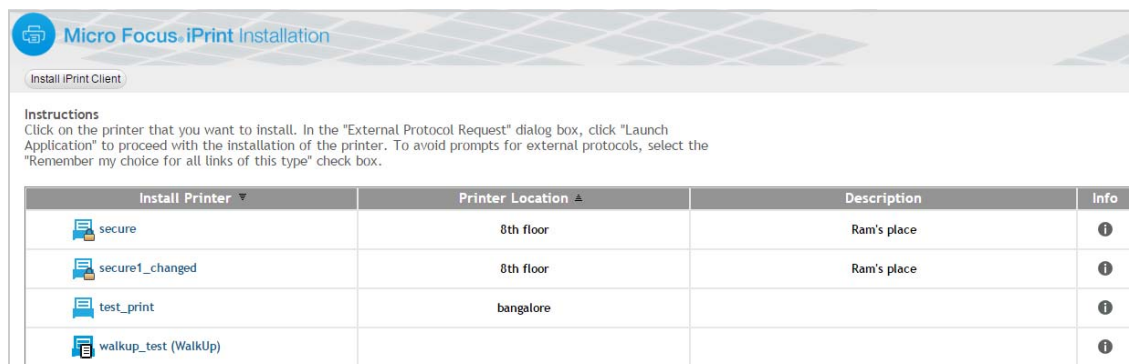 Micro Focus® iPrint Installation
Install iPrint Client
Instructions
Click on the printer that you want to install. In the "External Protocol Request" dialog box, click "Launch
Application" to proceed with the installation of the printer. To avoid prompts for external protocols, select the
"Remember my choice for all links of this type" check box.
Install Printer ▼ Printer Location ▲ Description Info
secure 8th floor Ram's place
secure1_changed 8th floor Ram's place
test_print bangalore
walkup_test (WalkUp)